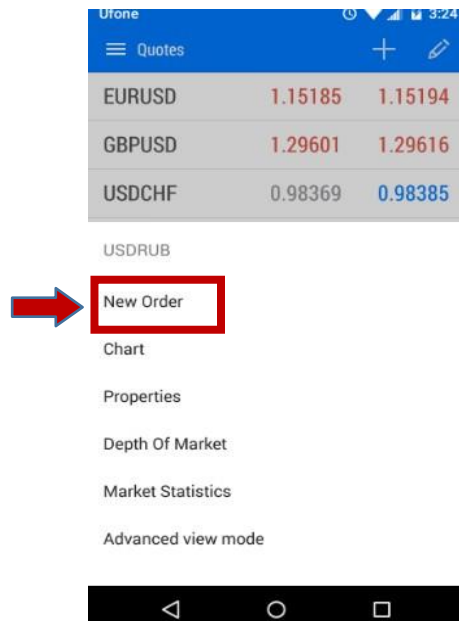 Ufone 3:24
Quotes
EURUSD 1.15185 1.15194
GBPUSD 1.29601 1.29616
USDCHF 0.98369 0.98385
USDRUB
New Order
Chart
Properties
Depth Of Market
Market Statistics
Advanced view mode